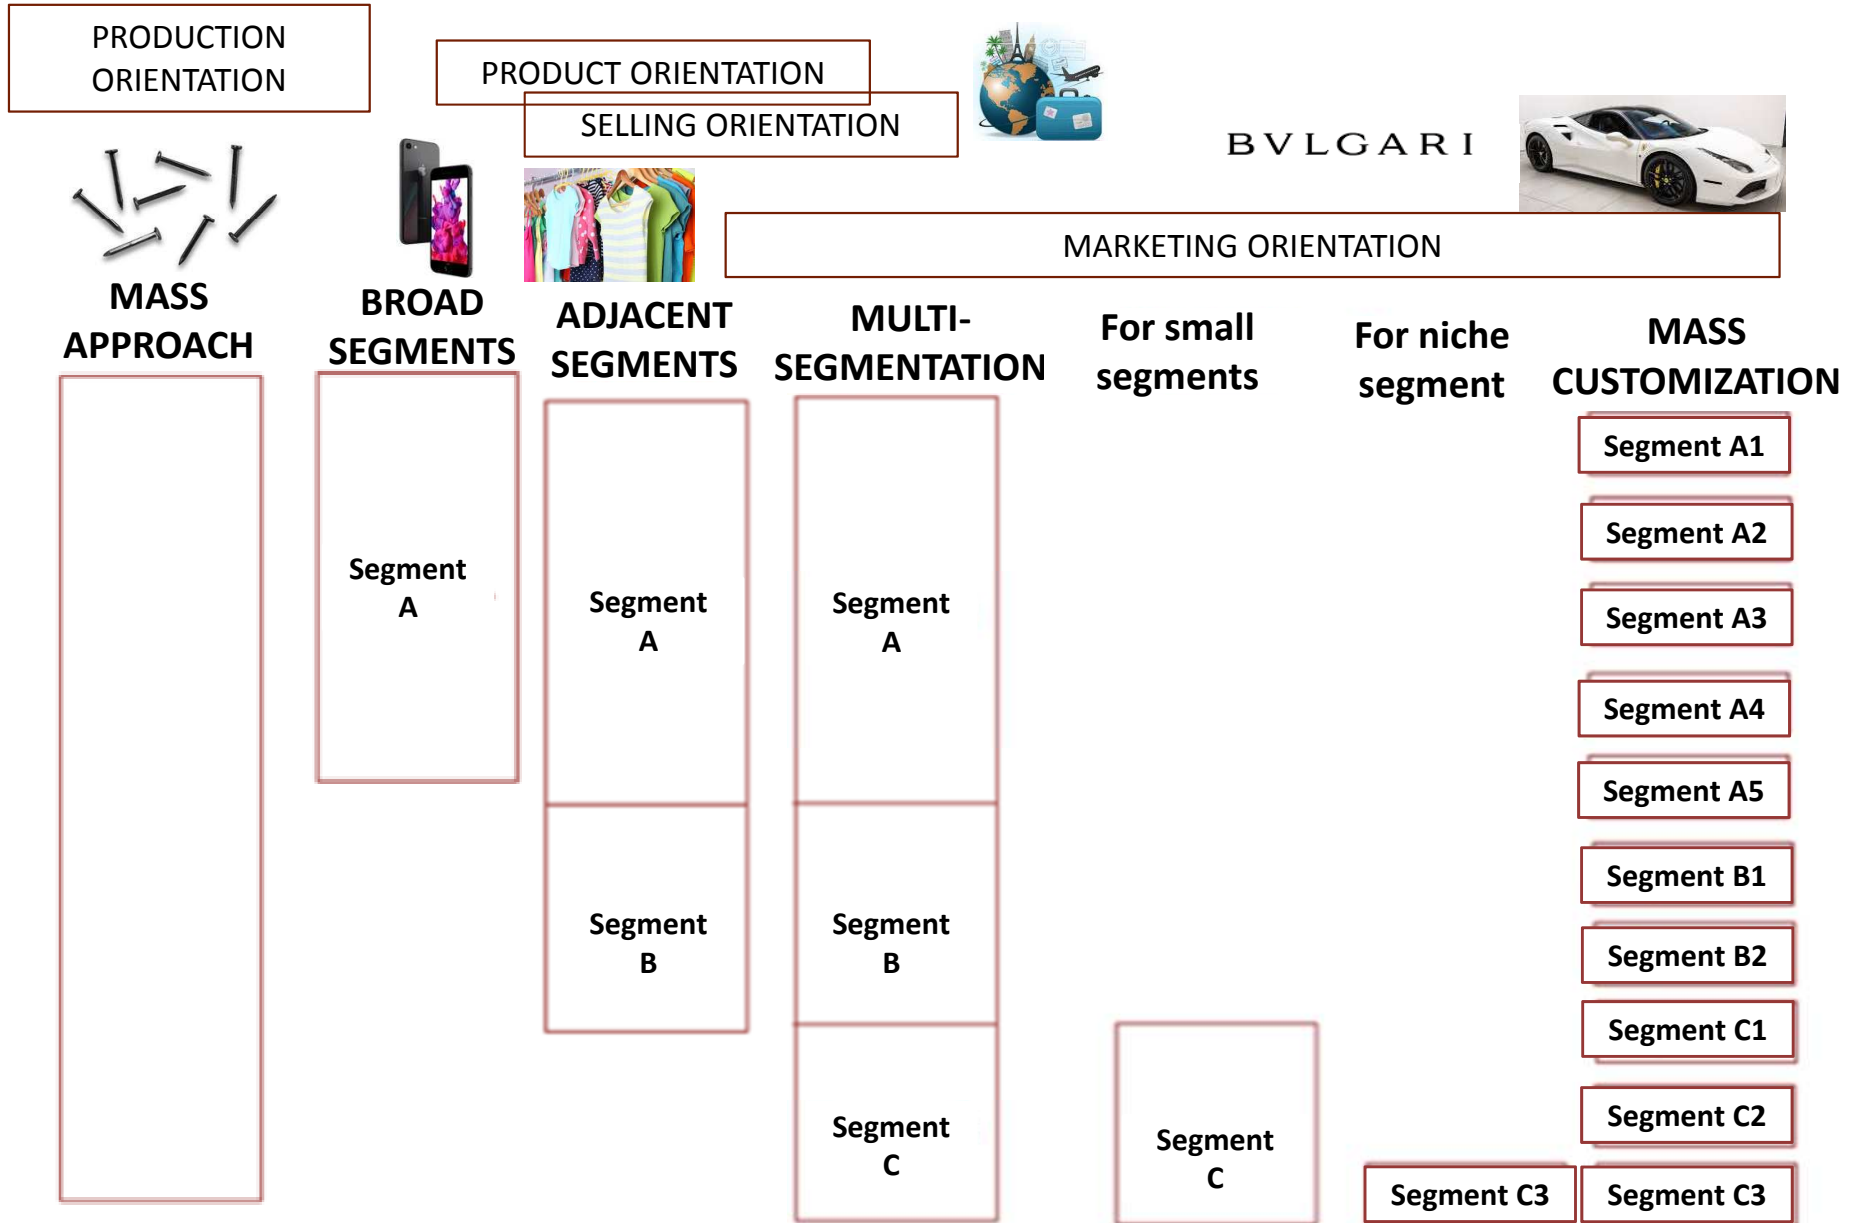 PRODUCTION
ORIENTATION
PRODUCT ORIENTATION
SELLING ORIENTATION
BVLGARI
MARKETING ORIENTATION
MASS
APPROACH
BROAD
SEGMENTS
ADJACENT
SEGMENTS
MULTI-
SEGMENTATION
For small
segments
For niche
segment
MASS
CUSTOMIZATION
Segment
A
Segment
A
Segment
B
Segment
A
Segment
B
Segment
C
Segment
C
Segment C3
Segment A1
Segment A2
Segment A3
Segment A4
Segment A5
Segment B1
Segment B2
Segment C1
Segment C2
Segment C3